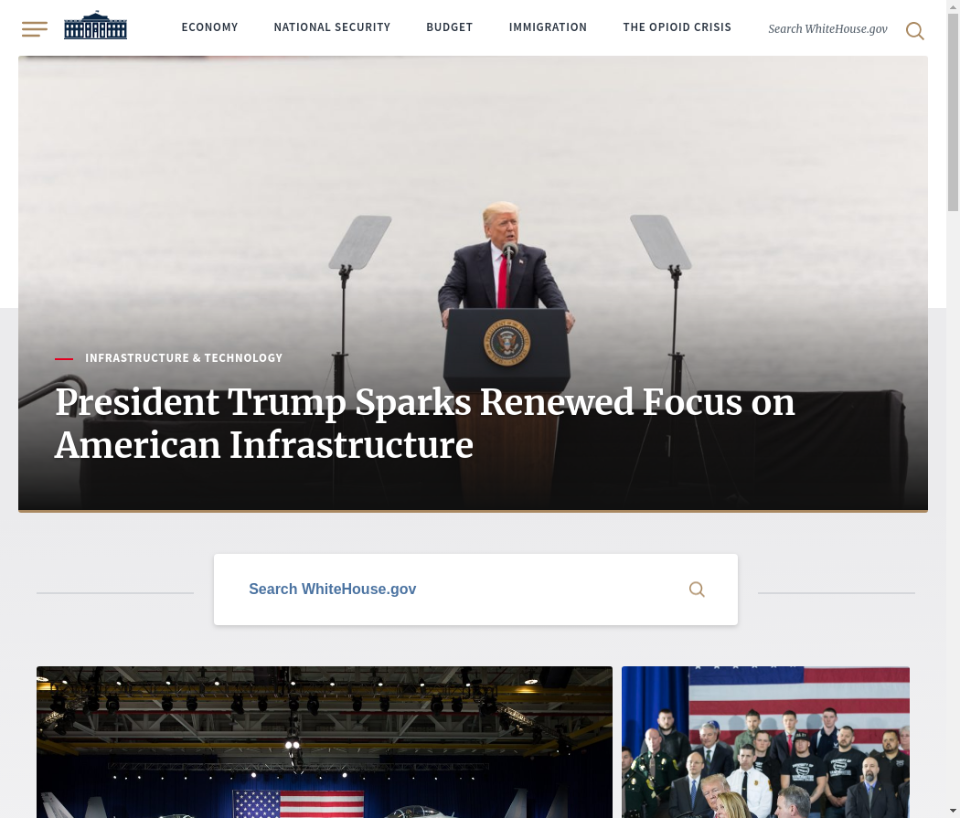 ECONOMY NATIONAL SECURITY BUDGET IMMIGRATION THE OPIOID CRISIS Search WhiteHouse.gov
INFRASTRUCTURE & TECHNOLOGY
President Trump Sparks Renewed Focus on
American Infrastructure
Search WhiteHouse.gov